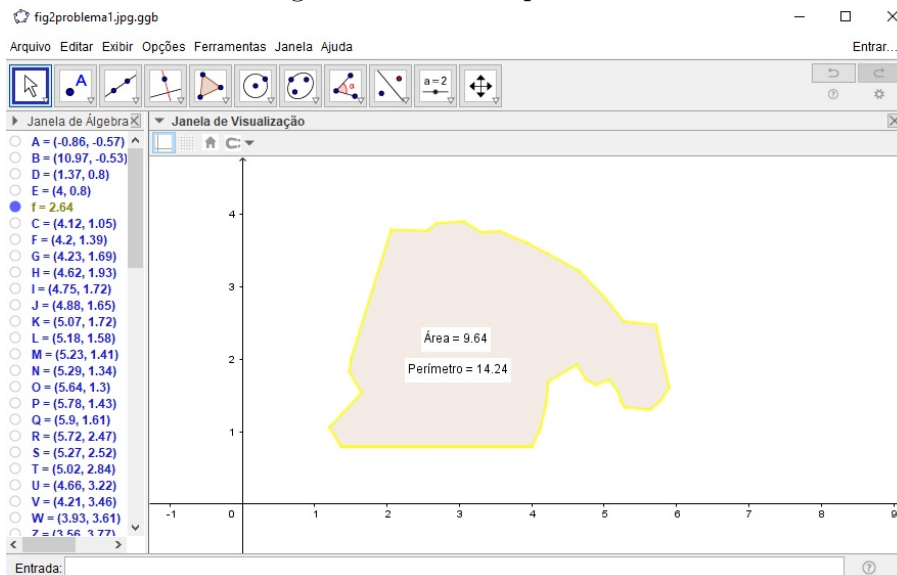 fig2problema1.jpg.ggb
Arquivo Editar Exibir Opções Ferramentas Janela Ajuda
Entrar...
A
α
a=2
Janela de Álgebra
Janela de Visualização
A = (-0.86, -0.57)
B = (10.97, -0.53)
D = (1.37, 0.8)
E = (4, 0.8)
f = 2.64
C = (4.12, 1.05)
F = (4.2, 1.39)
G = (4.23, 1.69)
H = (4.62, 1.93)
I = (4.75, 1.72)
J = (4.88, 1.65)
K = (5.07, 1.72)
L = (5.18, 1.58)
M = (5.23, 1.41)
N = (5.29, 1.34)
O = (5.64, 1.3)
P = (5.78, 1.43)
Q = (5.9, 1.61)
R = (5.72, 2.47)
S = (5.27, 2.52)
T = (5.02, 2.84)
U = (4.66, 3.22)
V = (4.21, 3.46)
W = (3.93, 3.61)
Z = (3.56, 3.77)
4
3
2
1
Área = 9.64
Perímetro = 14.24
-1 0 1 2 3 4 5 6 7 8 9
Entrada: